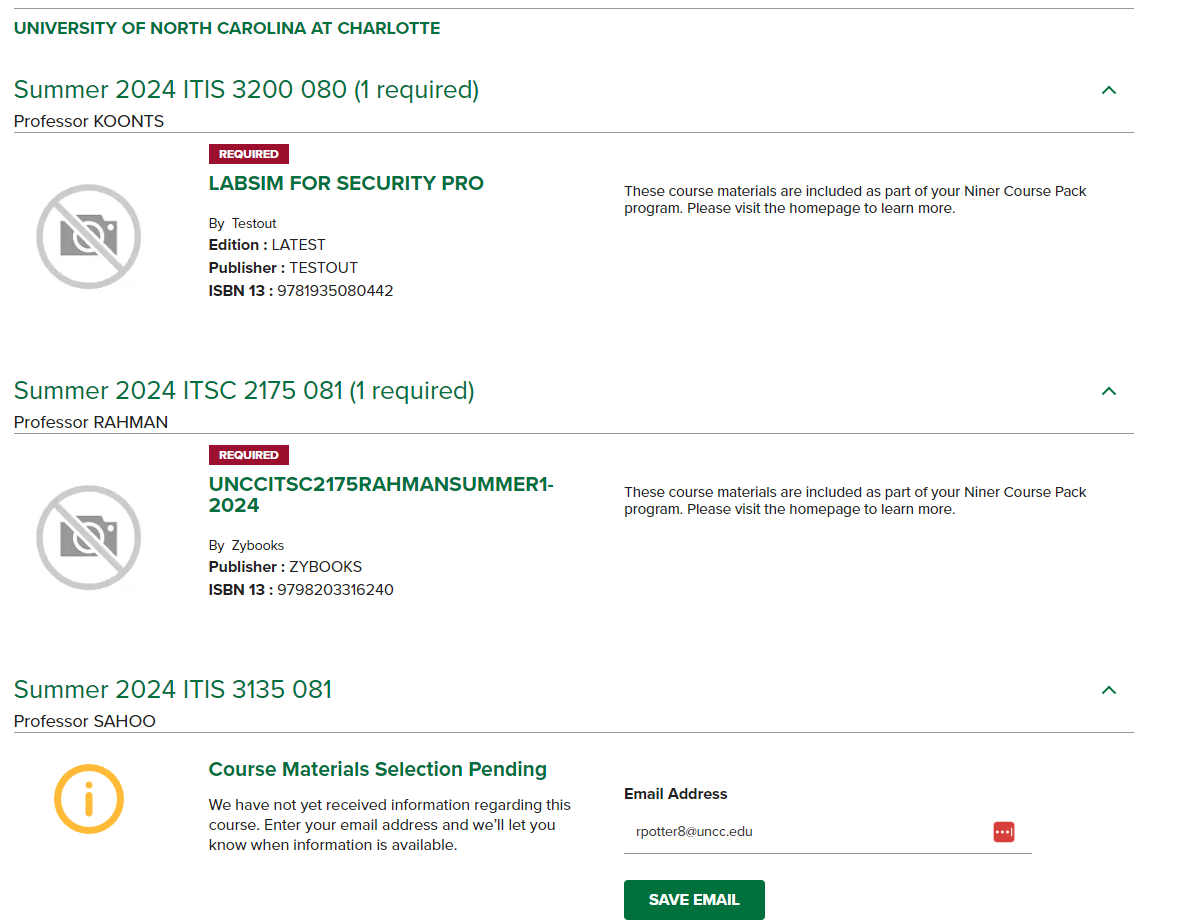 UNIVERSITY OF NORTH CAROLINA AT CHARLOTTE
Summer 2024 ITIS 3200 080 (1 required)
Professor KOONTS
REQUIRED
LABSIM FOR SECURITY PRO
By Testout
Edition : LATEST
Publisher : TESTOUT
ISBN 13 : 9781935080442
These course materials are included as part of your Niner Course Pack
program. Please visit the homepage to learn more.
Summer 2024 ITSC 2175 081 (1 required)
Professor RAHMAN
REQUIRED
UNCCITSC2175RAHMANSUMMER1-
2024
By Zybooks
Publisher : ZYBOOKS
ISBN 13 : 9798203316240
These course materials are included as part of your Niner Course Pack
program. Please visit the homepage to learn more.
Summer 2024 ITIS 3135 081
Professor SAHOO
Course Materials Selection Pending
We have not yet received information regarding this
course. Enter your email address and we’ll let you
know when information is available.
Email Address
rpotter8@uncc.edu
SAVE EMAIL